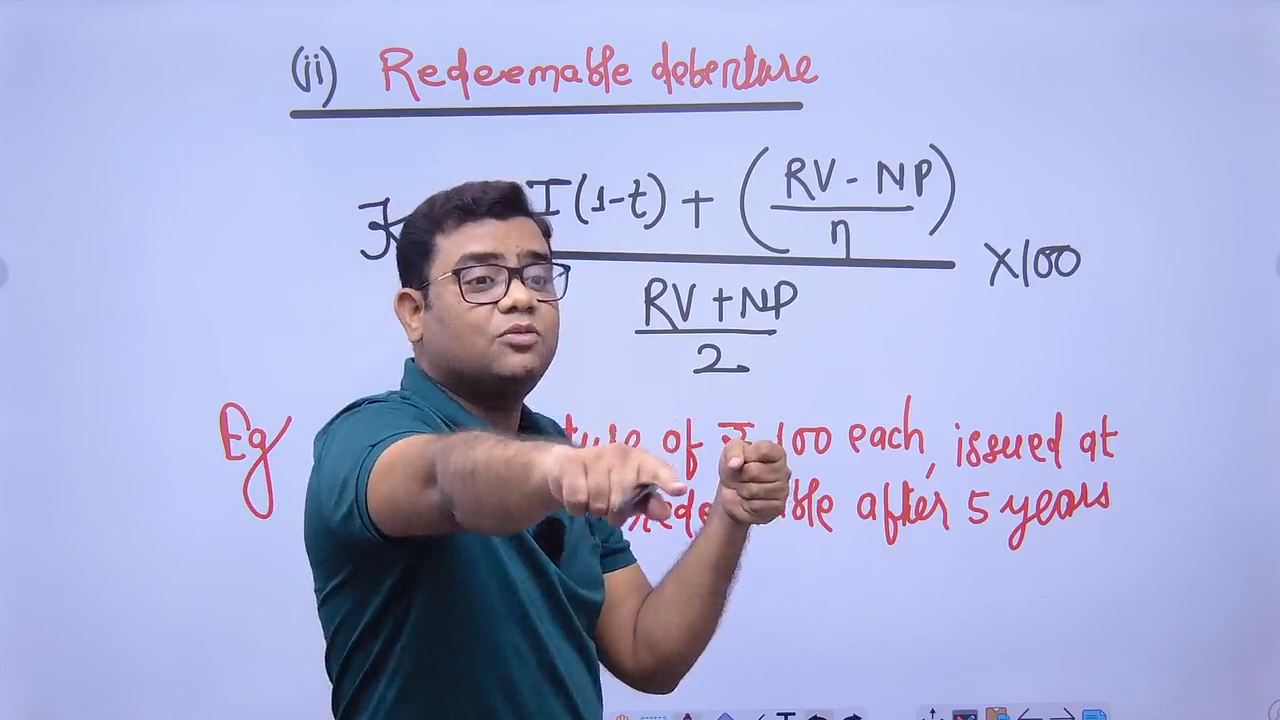 (ii) Redeemable debenture
K I(1-t) + (RV - NP / n)
X100
RV + NP / 2
Eg of ₹ 100 each, issued at
after 5 years